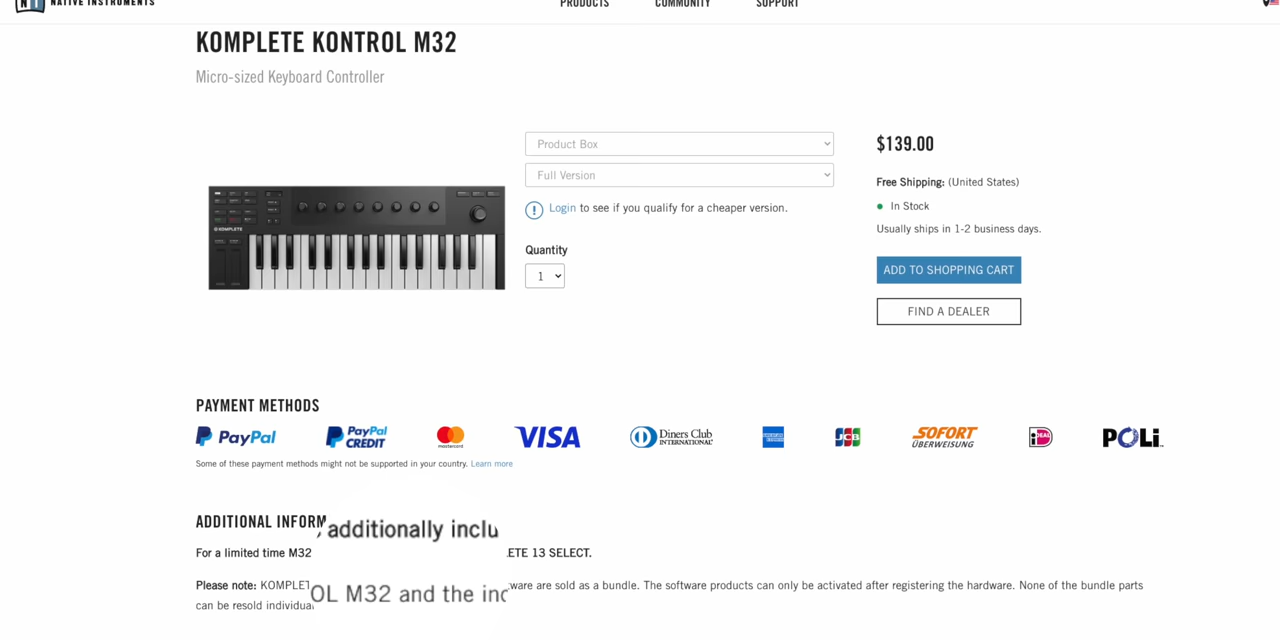 NATIVE INSTRUMENTS
PRODUCTS COMMUNITY SUPPORT
KOMPLETE KONTROL M32
Micro-sized Keyboard Controller
Product Box
$139.00
Full Version
Free Shipping: (United States)
In Stock
Login to see if you qualify for a cheaper version.
Usually ships in 1-2 business days.
KOMPLETE
Quantity
1
ADD TO SHOPPING CART
FIND A DEALER
PAYMENT METHODS
PayPal PayPal CREDIT mastercard VISA Diners Club INTERNATIONAL AMERICAN EXPRESS JCB SOFORT ÜBERWEISUNG iDEAL POLi
Some of these payment methods might not be supported in your country. Learn more
ADDITIONAL INFORM additionally inclu
For a limited time M32 ETE 13 SELECT.
Please note: KOMPLET OL M32 and the inc ware are sold as a bundle. The software products can only be activated after registering the hardware. None of the bundle parts
can be resold individual